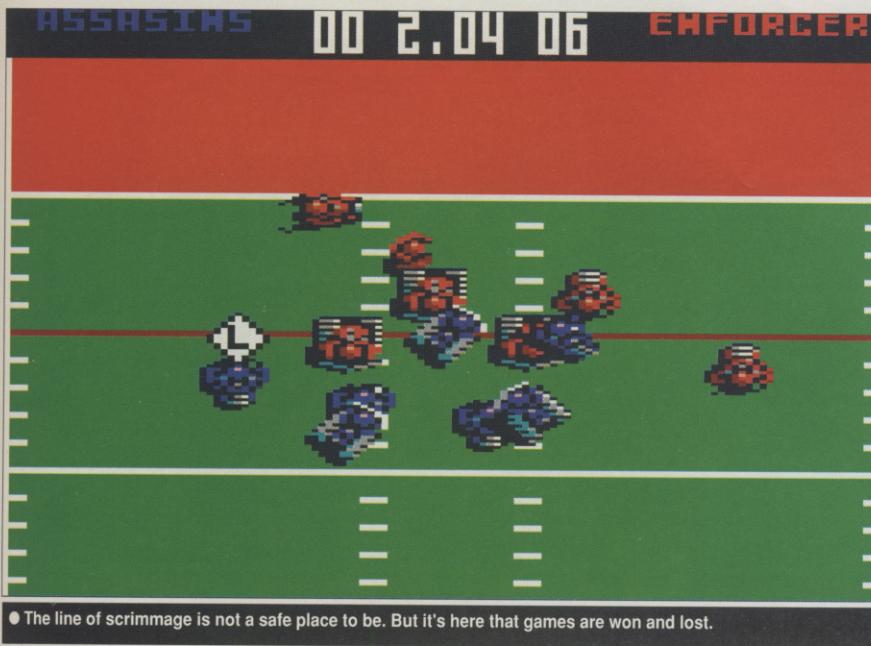 ASSASINS 00 2.04 06 ENFORCER
L
● The line of scrimmage is not a safe place to be. But it's here that games are won and lost.